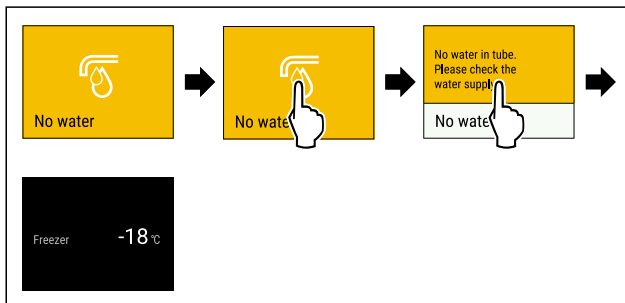 No water
No wate
No water in tube.
Please check the
water supply
No wate
Freezer -18 °C